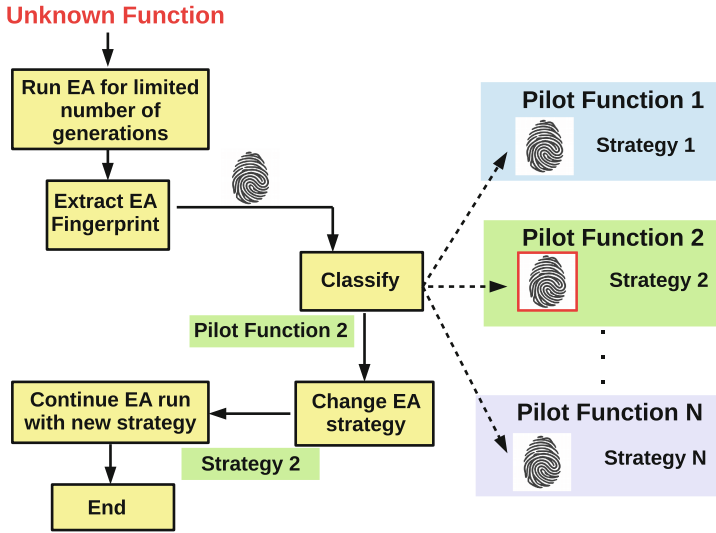 Unknown Function
Run EA for limited
number of
generations
Extract EA
Fingerprint
Classify
Pilot Function 1
Strategy 1
Pilot Function 2
Strategy 2
Pilot Function N
Strategy N
Pilot Function 2
Change EA
strategy
Strategy 2
Continue EA run
with new strategy
End